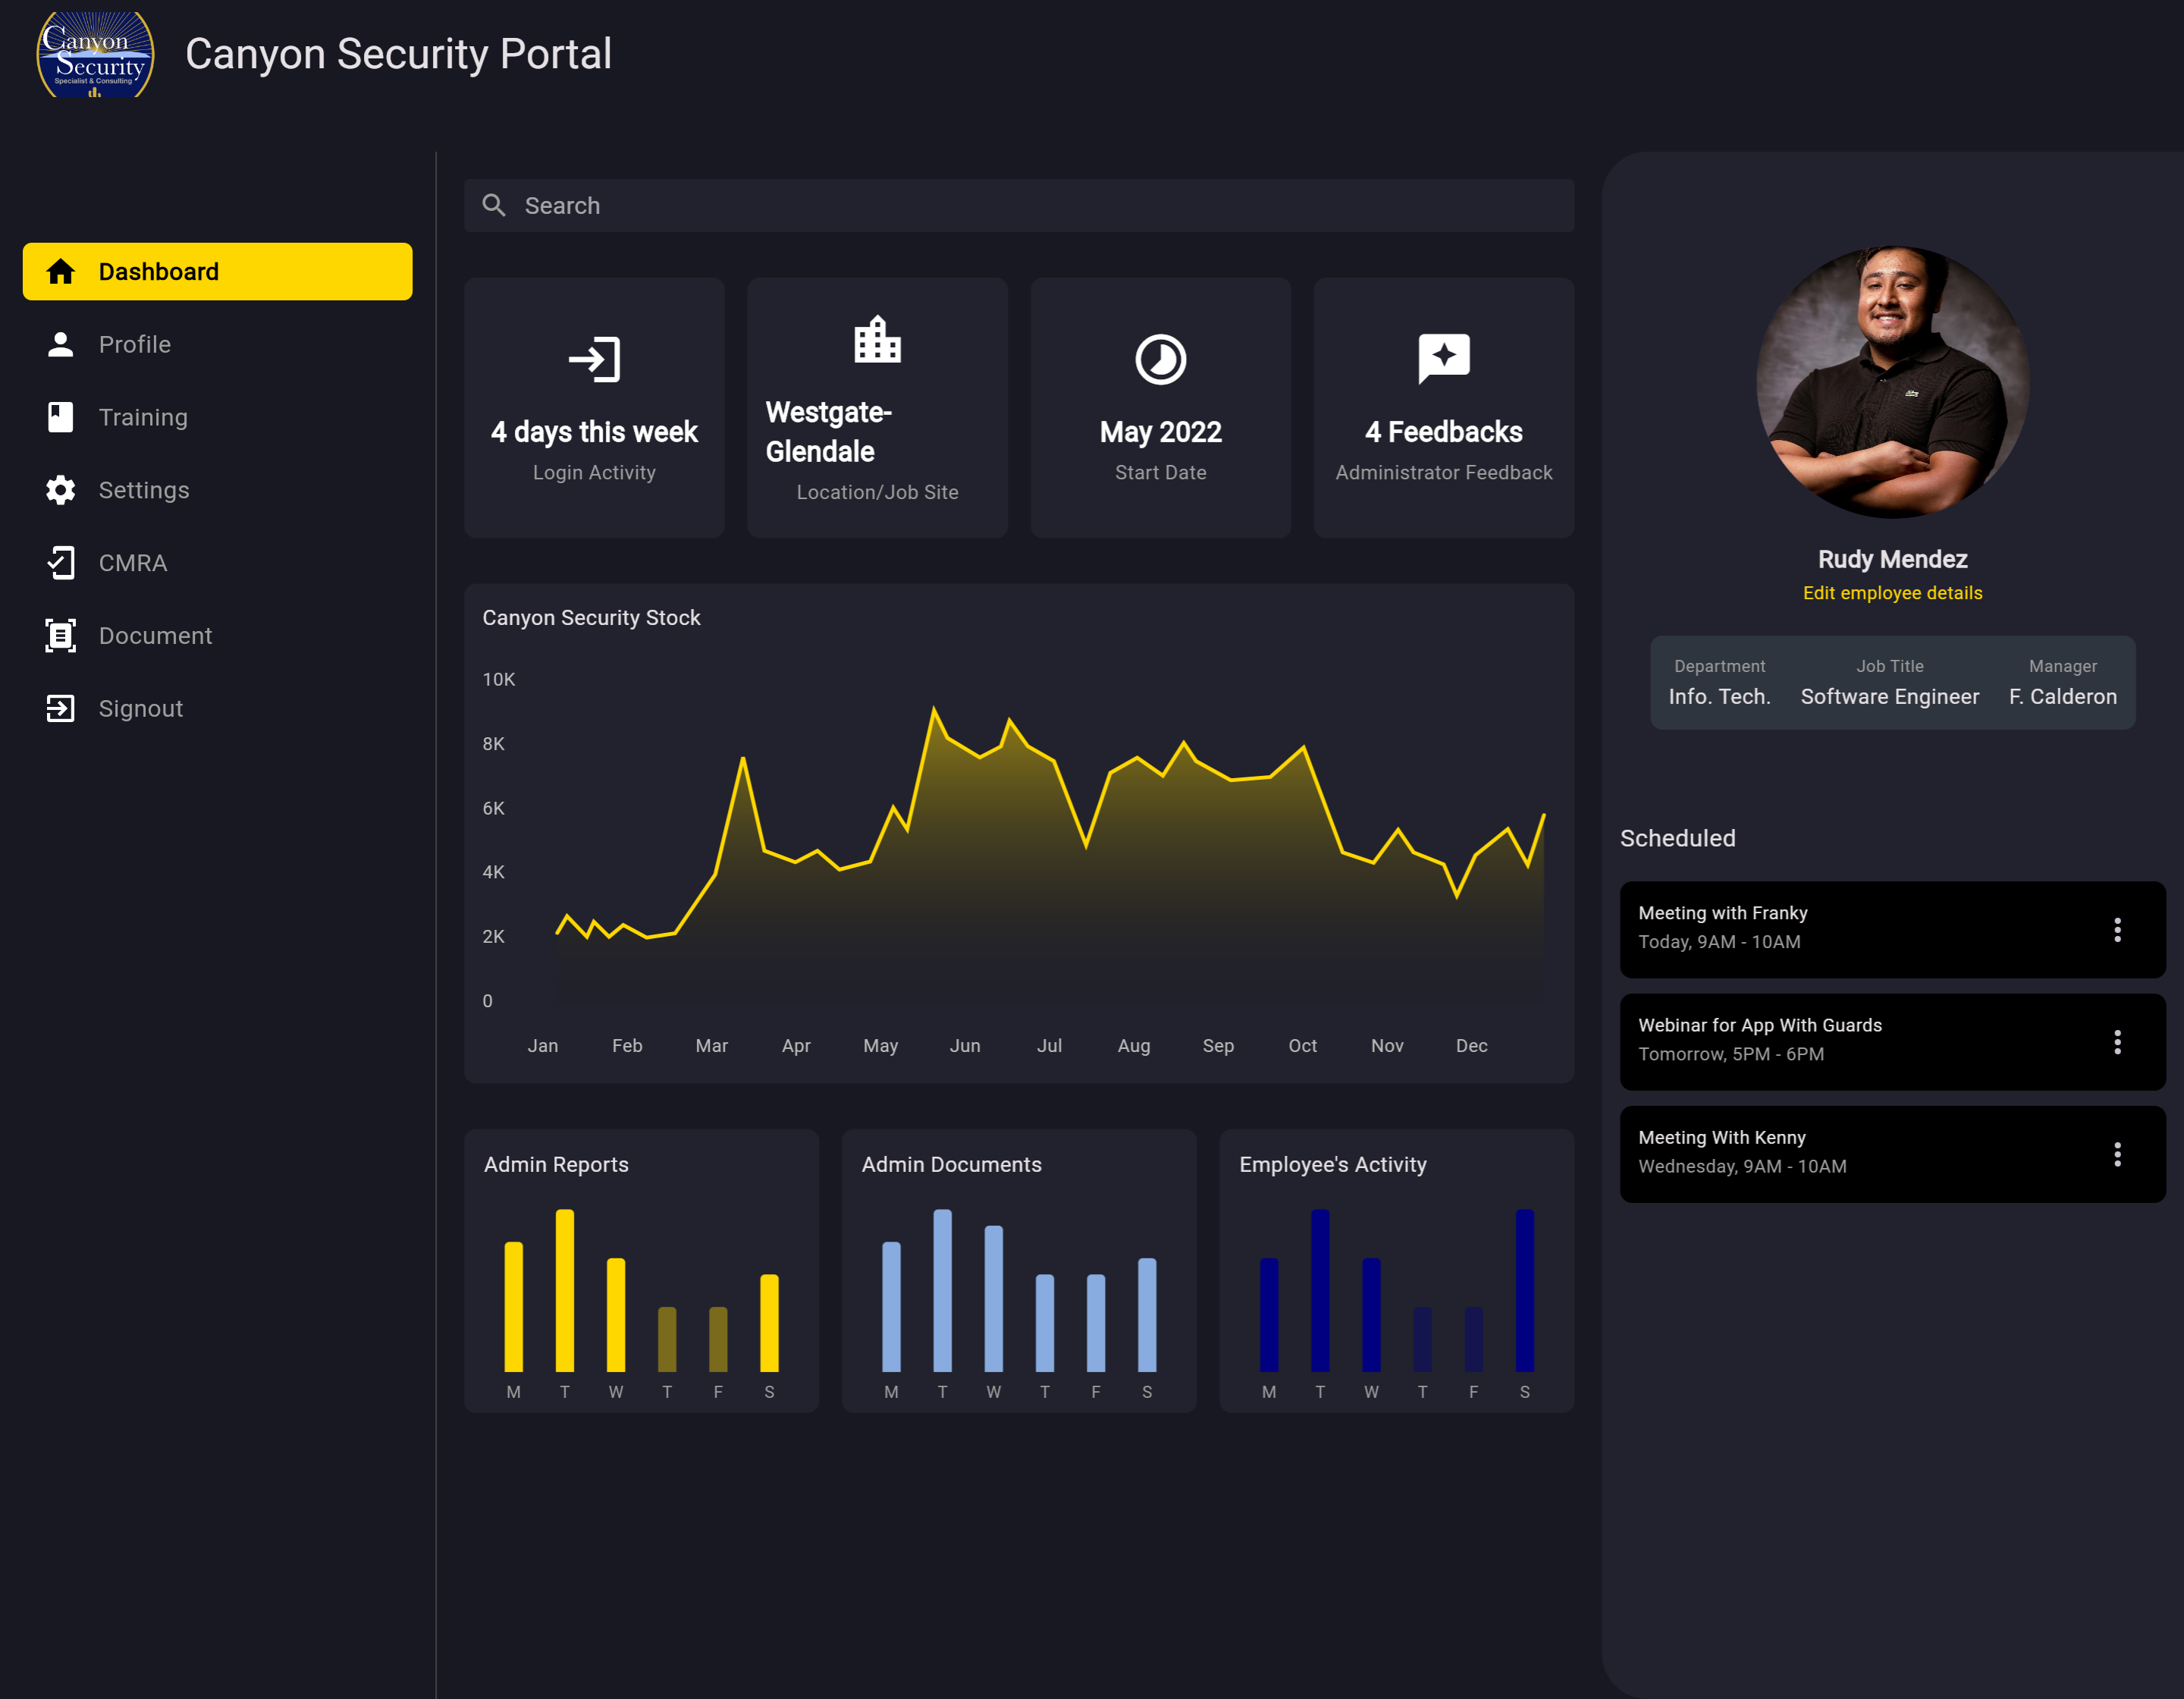 Canyon
Security
Specialist & Consulting
Canyon Security Portal
Dashboard
Profile
Training
Settings
CMRA
Document
Signout
Search
4 days this week
Login Activity
Westgate-
Glendale
Location/Job Site
May 2022
Start Date
4 Feedbacks
Administrator Feedback
Canyon Security Stock
10K
8K
6K
4K
2K
0
Jan Feb Mar Apr May Jun Jul Aug Sep Oct Nov Dec
Admin Reports
M T W T F S
Admin Documents
M T W T F S
Employee's Activity
M T W T F S
Rudy Mendez
Edit employee details
Department Job Title Manager
Info. Tech. Software Engineer F. Calderon
Scheduled
Meeting with Franky
Today, 9AM - 10AM
Webinar for App With Guards
Tomorrow, 5PM - 6PM
Meeting With Kenny
Wednesday, 9AM - 10AM